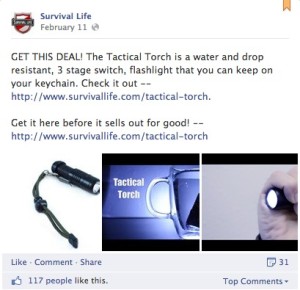 Survival Life
February 11
GET THIS DEAL! The Tactical Torch is a water and drop
resistant, 3 stage switch, flashlight that you can keep on
your keychain. Check it out --
http://www.survivallife.com/tactical-torch.
Get it here before it sells out for good! --
http://www.survivallife.com/tactical-torch
Tactical
Torch
Like · Comment · Share
31
117 people like this.
Top Comments